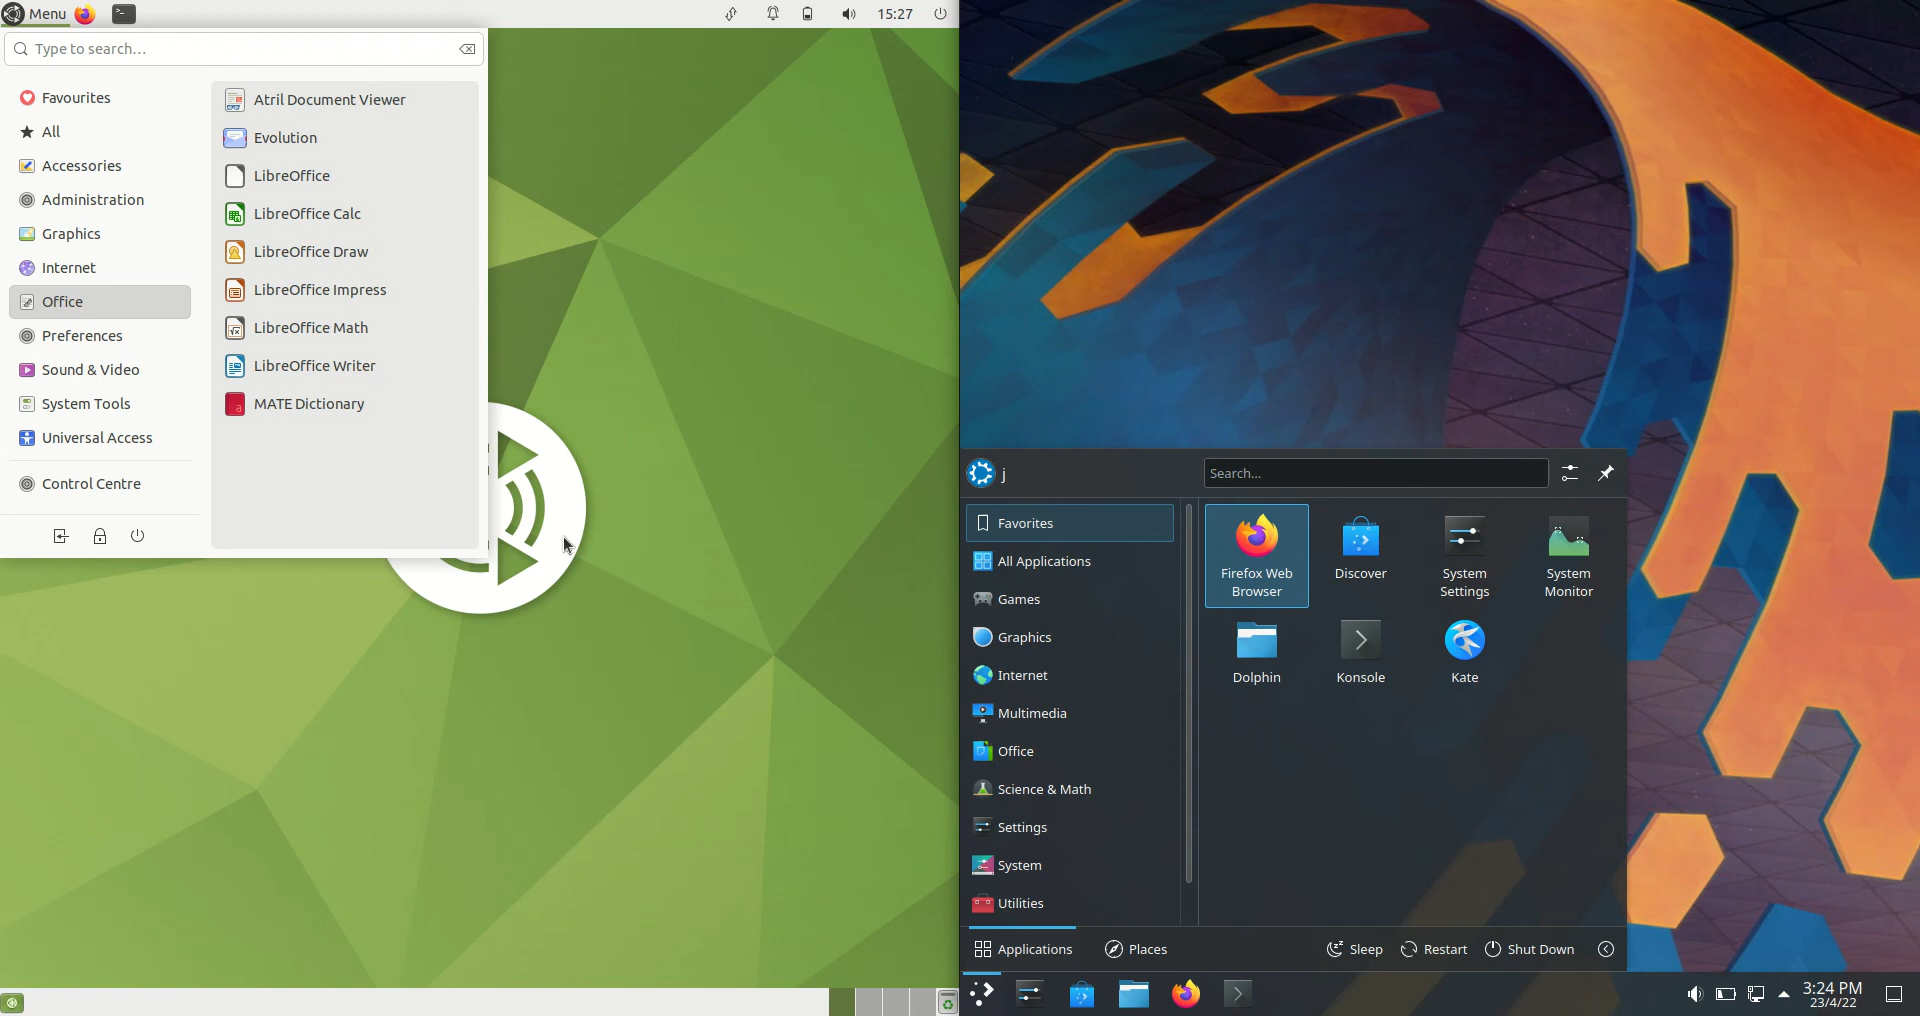 Menu
15:27
Type to search...
Favourites
All
Accessories
Administration
Graphics
Internet
Office
Preferences
Sound & Video
System Tools
Universal Access
Control Centre
Atril Document Viewer
Evolution
LibreOffice
LibreOffice Calc
LibreOffice Draw
LibreOffice Impress
LibreOffice Math
LibreOffice Writer
MATE Dictionary
j
Search...
Favorites
All Applications
Games
Graphics
Internet
Multimedia
Office
Science & Math
Settings
System
Utilities
Firefox Web
Browser
Discover
System
Settings
System
Monitor
Dolphin
Konsole
Kate
Applications
Places
Sleep
Restart
Shut Down
3:24 PM
23/4/22